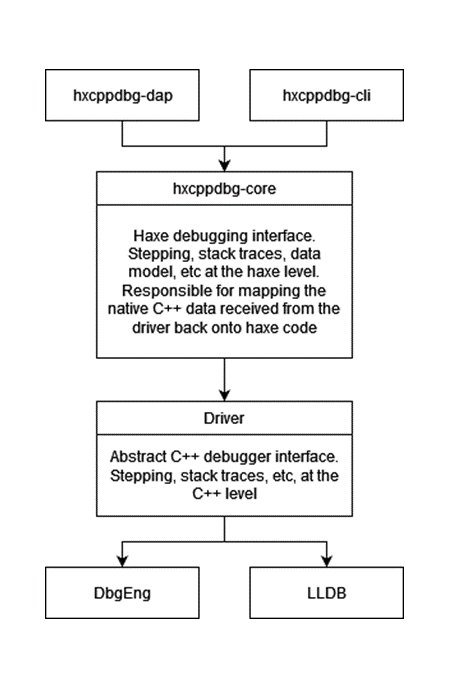 hxcppdbg-dap
hxcppdbg-cli
hxcppdbg-core
Haxe debugging interface.
Stepping, stack traces, data
model, etc at the haxe level.
Responsible for mapping the
native C++ data received from the
driver back onto haxe code
Driver
Abstract C++ debugger interface.
Stepping, stack traces, etc, at the
C++ level
DbgEng
LLDB